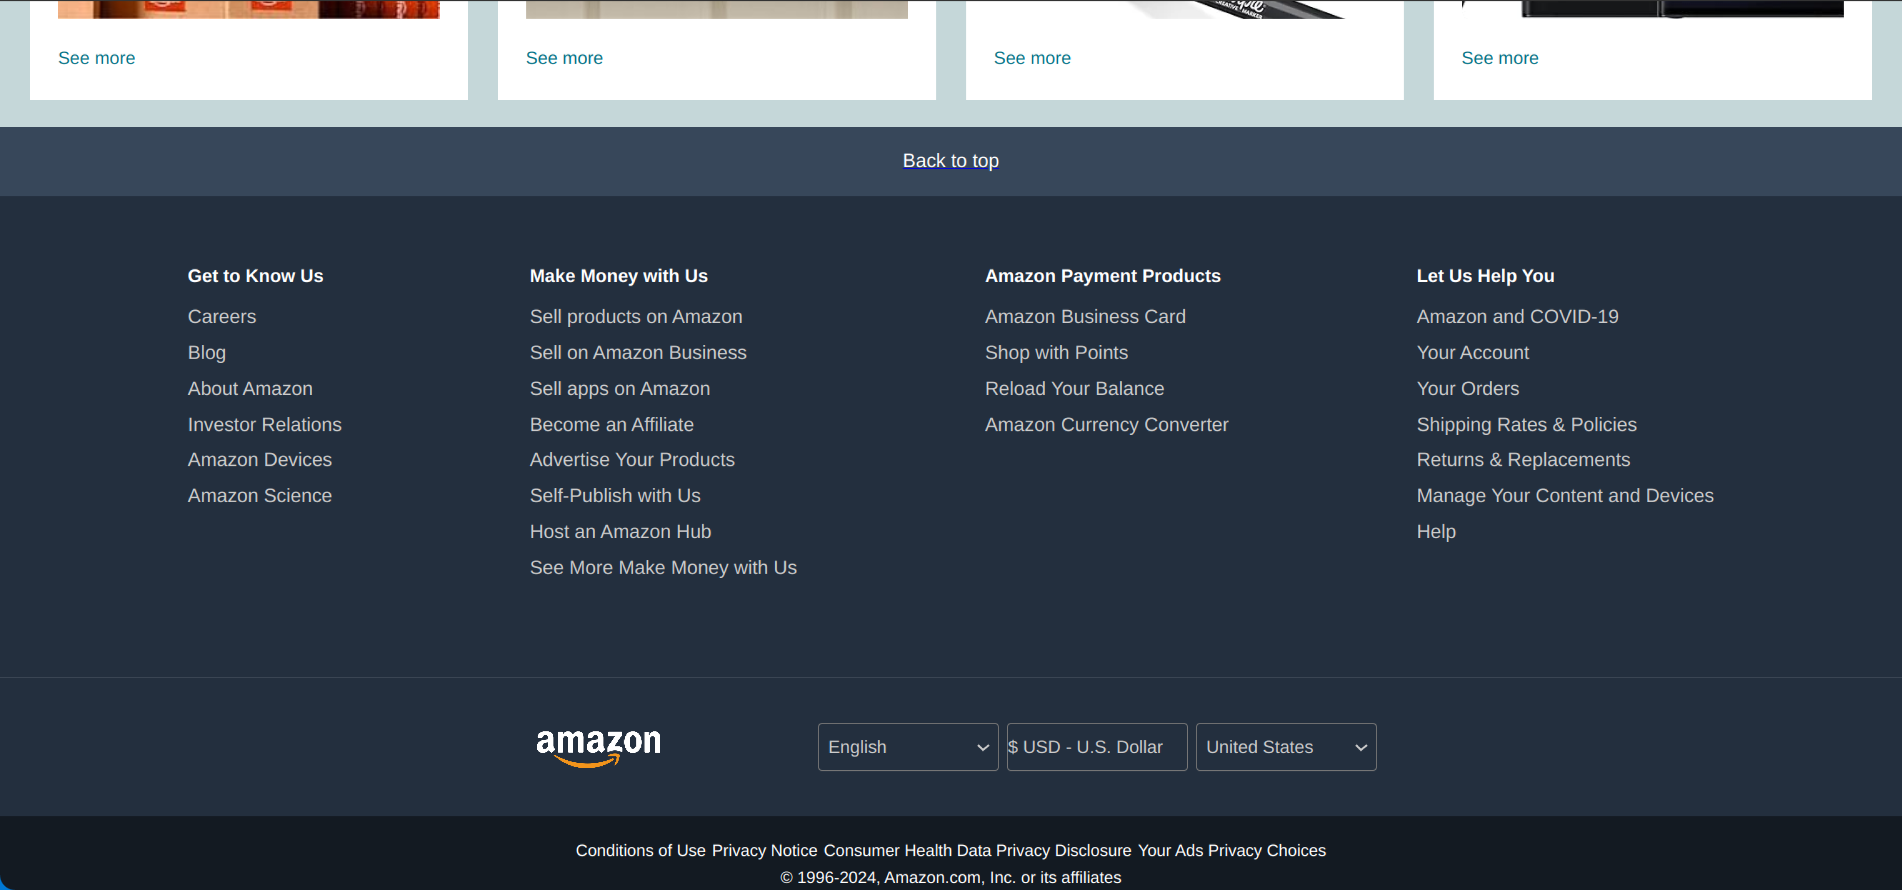 CREATIVE MARKER
See more
See more
See more
See more
Back to top
Get to Know Us
Careers
Blog
About Amazon
Investor Relations
Amazon Devices
Amazon Science
Make Money with Us
Sell products on Amazon
Sell on Amazon Business
Sell apps on Amazon
Become an Affiliate
Advertise Your Products
Self-Publish with Us
Host an Amazon Hub
See More Make Money with Us
Amazon Payment Products
Amazon Business Card
Shop with Points
Reload Your Balance
Amazon Currency Converter
Let Us Help You
Amazon and COVID-19
Your Account
Your Orders
Shipping Rates & Policies
Returns & Replacements
Manage Your Content and Devices
Help
amazon
English
$ USD - U.S. Dollar
United States
Conditions of Use Privacy Notice Consumer Health Data Privacy Disclosure Your Ads Privacy Choices
© 1996-2024, Amazon.com, Inc. or its affiliates